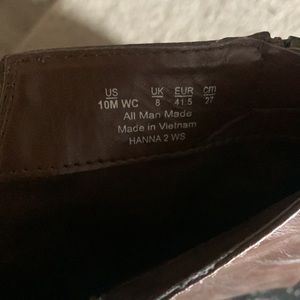 US UK EUR cm
10M WC 8 41.5 27
All Man Made
Made in Vietnam
HANNA 2 WS